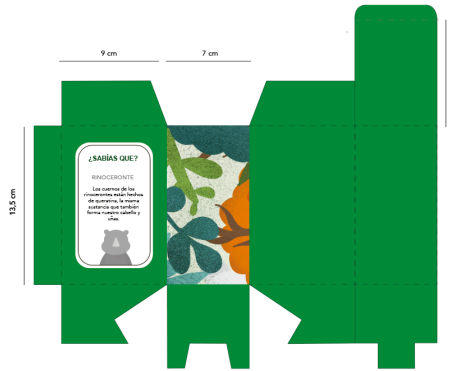 9 cm
7 cm
13,5 cm
¿SABÍAS QUE?
RINOCERONTE
Los cuernos de los
rinocerontes están hechos
de queratina, la misma
sustancia que también
forma nuestro cabello y
uñas.